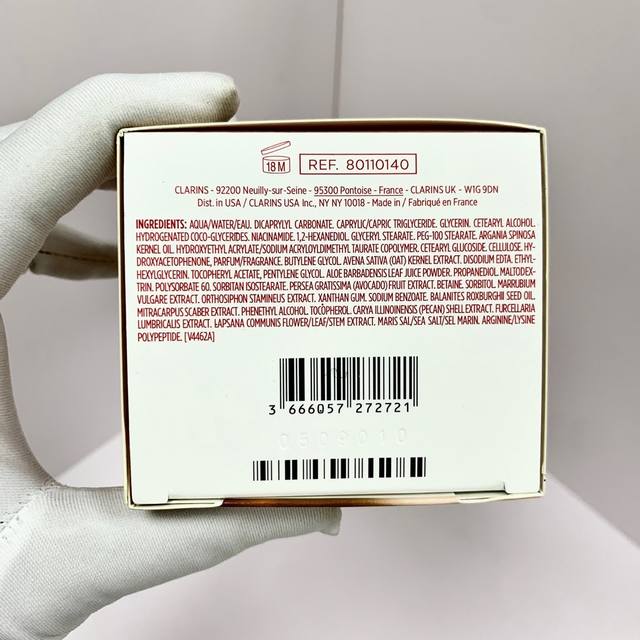 18 M
REF. 80110140
CLARINS - 92200 Neuilly-sur-Seine - 95300 Pontoise - France - CLARINS UK - W1G 9DN
Dist. in USA / CLARINS USA Inc., NY NY 10018 - Made in / Fabriqué en France
INGREDIENTS: AQUA/WATER/EAU. DICAPRYLYL CARBONATE. CAPRYLIC/CAPRIC TRIGLYCERIDE. GLYCERIN. CETEARYL ALCOHOL.
HYDROGENATED COCO-GLYCERIDES. NIACINAMIDE. 1,2-HEXANEDIOL. GLYCERYL STEARATE. PEG-100 STEARATE. ARGANIA SPINOSA
KERNEL OIL. HYDROXYETHYL ACRYLATE/SODIUM ACRYLOYLDIMETHYL TAURATE COPOLYMER. CETEARYL GLUCOSIDE. CELLULOSE. HY-
DROXYACETOPHENONE. PARFUM/FRAGRANCE. BUTYLENE GLYCOL. AVENA SATIVA (OAT) KERNEL EXTRACT. DISODIUM EDTA. ETHYL-
HEXYLGLYCERIN. TOCOPHERYL ACETATE. PENTYLENE GLYCOL. ALOE BARBADENSIS LEAF JUICE POWDER. PROPANEDIOL. MALTODEX-
TRIN. POLYSORBATE 60. SORBITAN ISOSTEARATE. PERSEA GRATISSIMA (AVOCADO) FRUIT EXTRACT. BETAINE. SORBITOL. MARRUBIUM
VULGARE EXTRACT. ORTHOSIPHON STAMINEUS EXTRACT. XANTHAN GUM. SODIUM BENZOATE. BALANITES ROXBURGHII SEED OIL.
MITRACARPUS SCABER EXTRACT. PHENETHYL ALCOHOL. TOCOPHEROL. CARYA ILLINOINENSIS (PECAN) SHELL EXTRACT. FURCELLARIA
LUMBRICALIS EXTRACT. LAPSANA COMMUNIS FLOWER/LEAF/STEM EXTRACT. MARIS SAL/SEA SALT/SEL MARIN. ARGININE/LYSINE
POLYPEPTIDE. [V4462A]
3 666057 272721